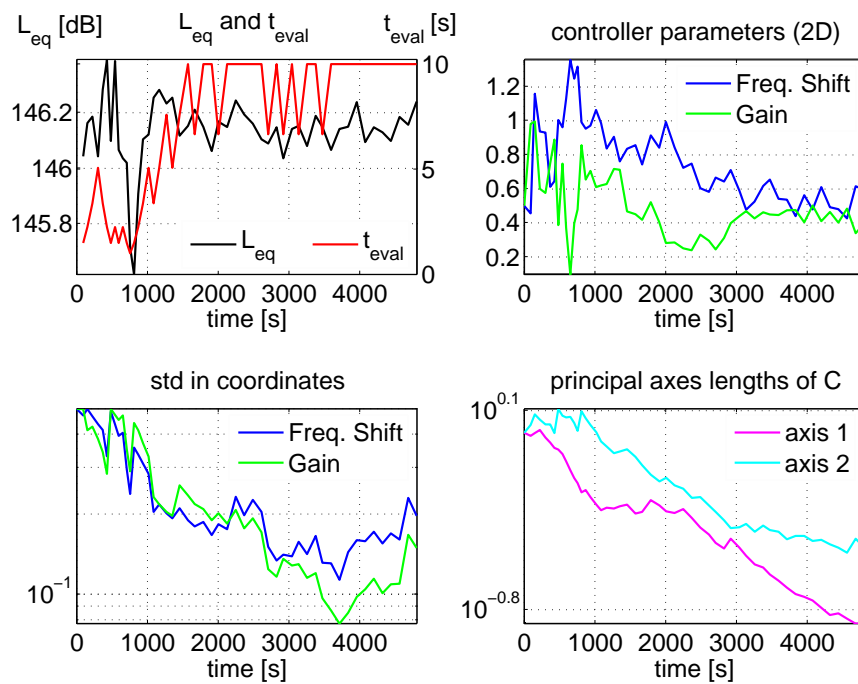 L_eq [dB] L_eq and t_eval t_eval [s]
10
146.2
146
5
145.8
L_eq t_eval
0
0 1000 2000 3000 4000
time [s]
controller parameters (2D)
1.2
Freq. Shift
1
Gain
0.8
0.6
0.4
0.2
0 1000 2000 3000 4000
time [s]
std in coordinates
Freq. Shift
Gain
10^−1
0 1000 2000 3000 4000
time [s]
principal axes lengths of C
10^0.1
axis 1
axis 2
10^−0.8
0 1000 2000 3000 4000
time [s]